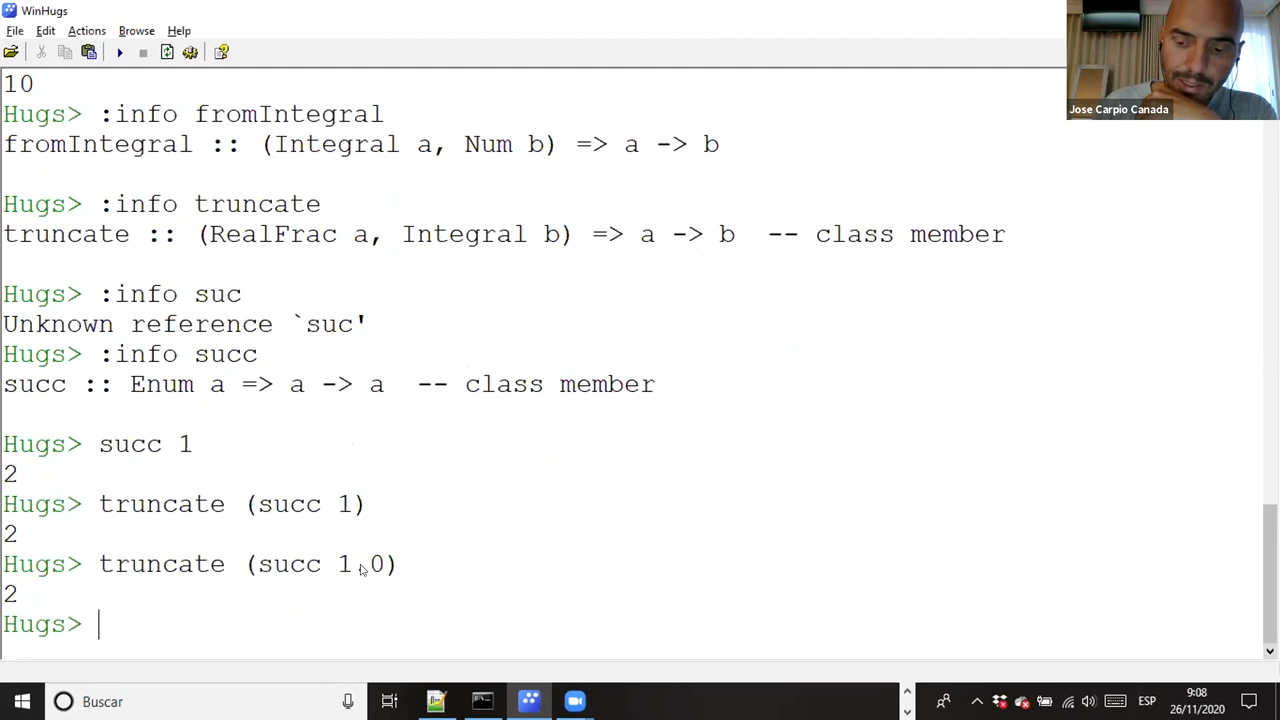 WinHugs
File Edit Actions Browse Help
Jose Carpio Canada
10
Hugs> :info fromIntegral
fromIntegral :: (Integral a, Num b) => a -> b
Hugs> :info truncate
truncate :: (RealFrac a, Integral b) => a -> b  -- class member
Hugs> :info suc
Unknown reference `suc'
Hugs> :info succ
succ :: Enum a => a -> a  -- class member
Hugs> succ 1
2
Hugs> truncate (succ 1)
2
Hugs> truncate (succ 1.0)
2
Hugs>
Buscar
ESP
9:08
26/11/2020